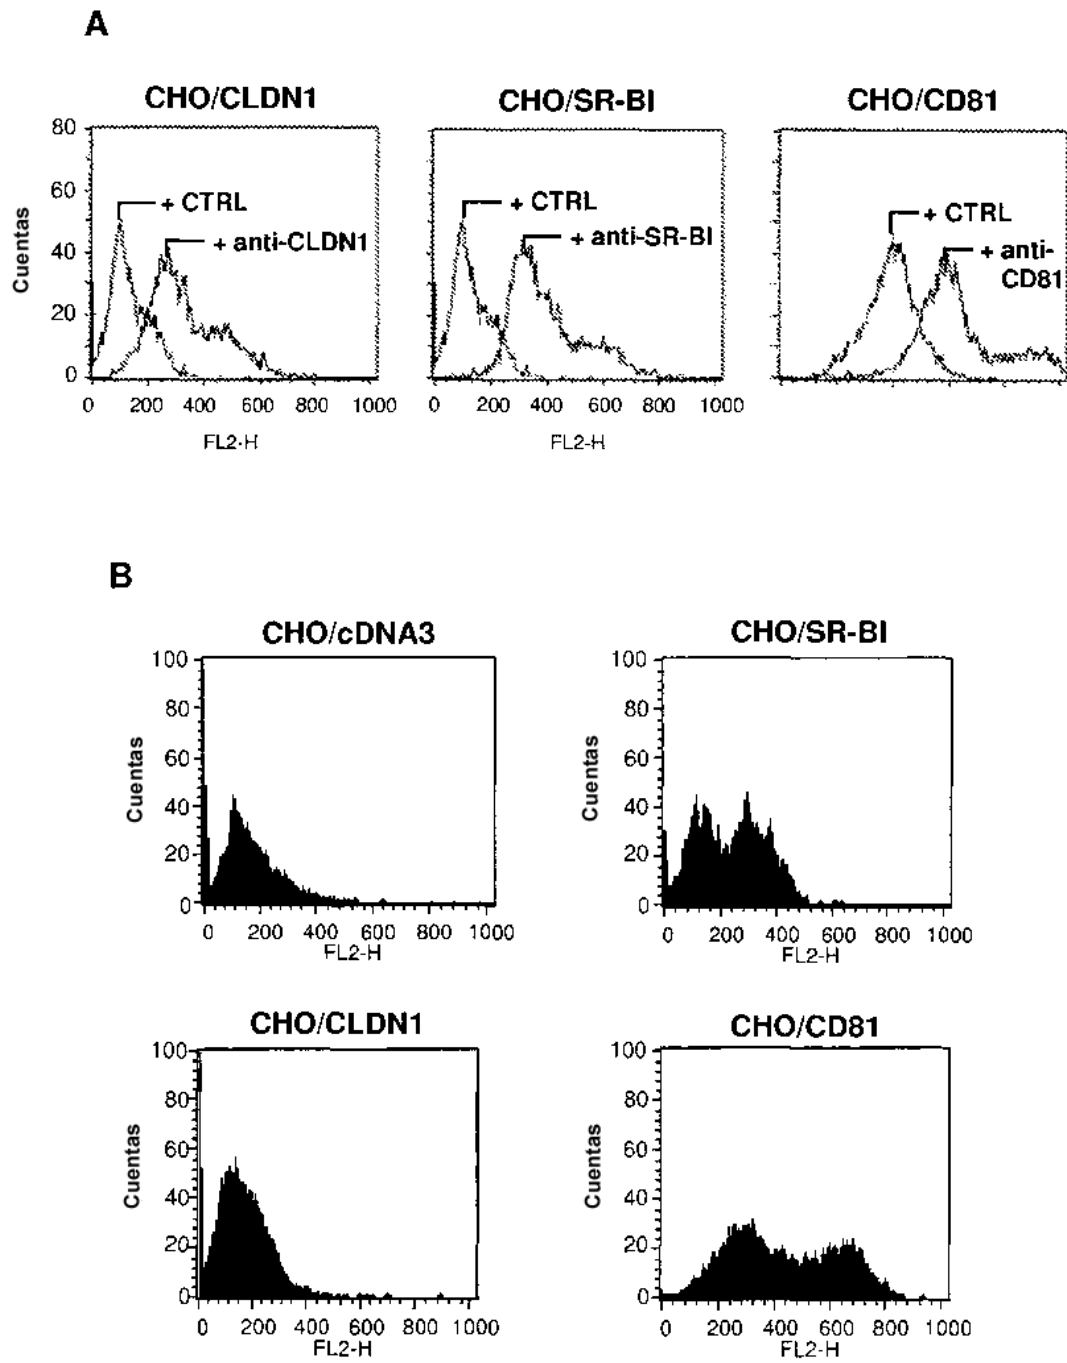 A
CHO/CLDN1
CHO/SR-BI
CHO/CD81
80
60
40
20
0
Cuentas
+ CTRL
+ anti-CLDN1
+ CTRL
+ anti-SR-BI
+ CTRL
+ anti-
CD81
0 200 400 600 800 1000
0 200 400 600 800 1000
FL2-H
FL2-H
B
CHO/cDNA3
CHO/SR-BI
100
80
60
40
20
0
Cuentas
0 200 400 600 800 1000
FL2-H
100
80
60
40
20
0
Cuentas
0 200 400 600 800 1000
FL2-H
CHO/CLDN1
CHO/CD81
100
80
60
40
20
0
Cuentas
0 200 400 600 800 1000
FL2-H
100
80
60
40
20
0
Cuentas
0 200 400 600 800 1000
FL2-H